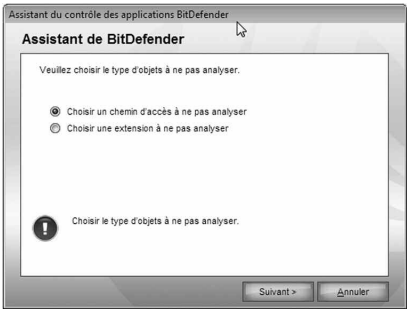 Assistant du contrôle des applications BitDefender
Assistant de BitDefender
Veuillez choisir le type d'objets à ne pas analyser.
Choisir un chemin d'accès à ne pas analyser
Choisir une extension à ne pas analyser
Choisir le type d'objets à ne pas analyser.
Suivant >
Annuler